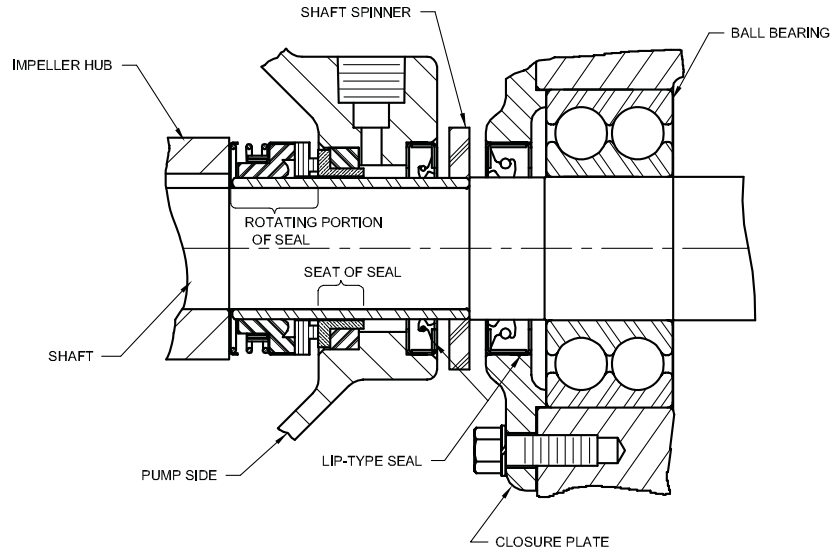 SHAFT SPINNER
BALL BEARING
IMPELLER HUB
ROTATING PORTION
OF SEAL
SEAT OF SEAL
SHAFT
PUMP SIDE
LIP-TYPE SEAL
CLOSURE PLATE